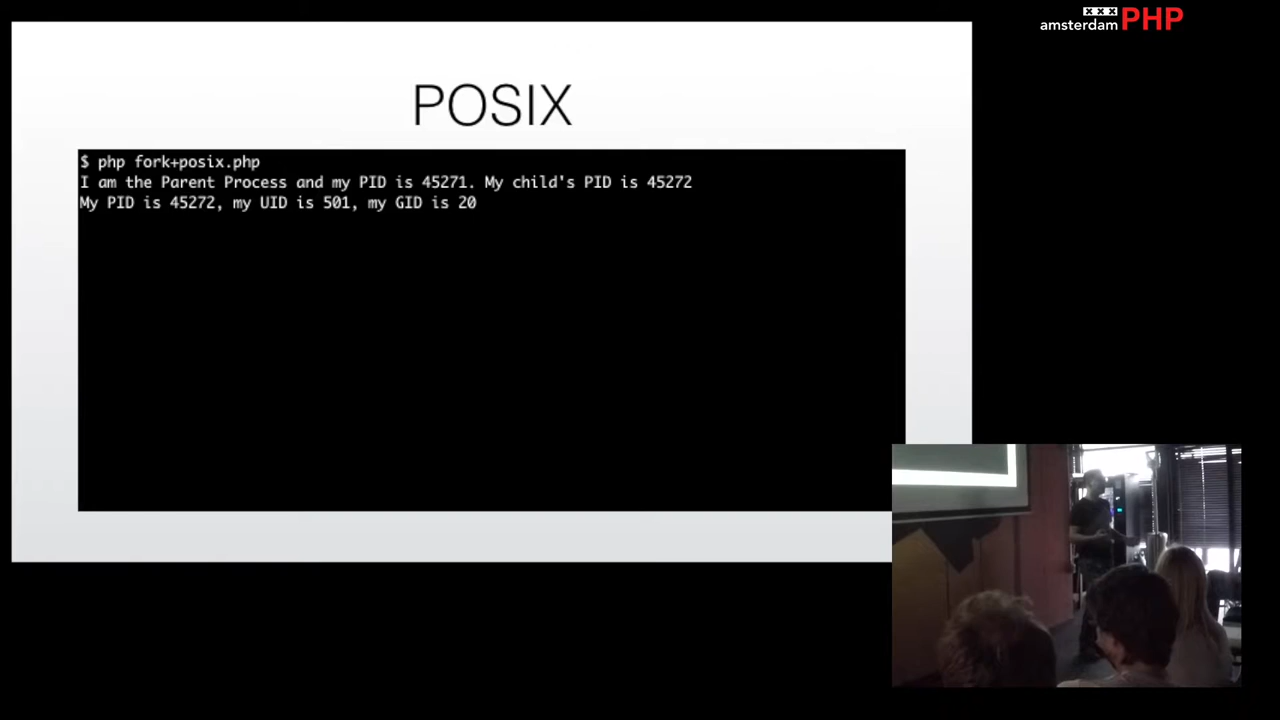 xxx
amsterdamPHP
POSIX
$ php fork+posix.php
I am the Parent Process and my PID is 45271. My child's PID is 45272
My PID is 45272, my UID is 501, my GID is 20